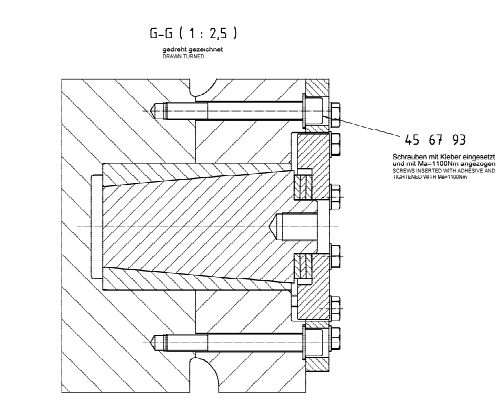 G-G ( 1 : 2,5 )
gedreht gezeichnet
DRAWN TURNED
45 67 93
Schrauben mit Kleber eingesetzt
und mit Ma=1100Nm angezogen
SCREWS INSERTED WITH ADHESIVE AND
TIGHTENED WITH Ma=1100Nm